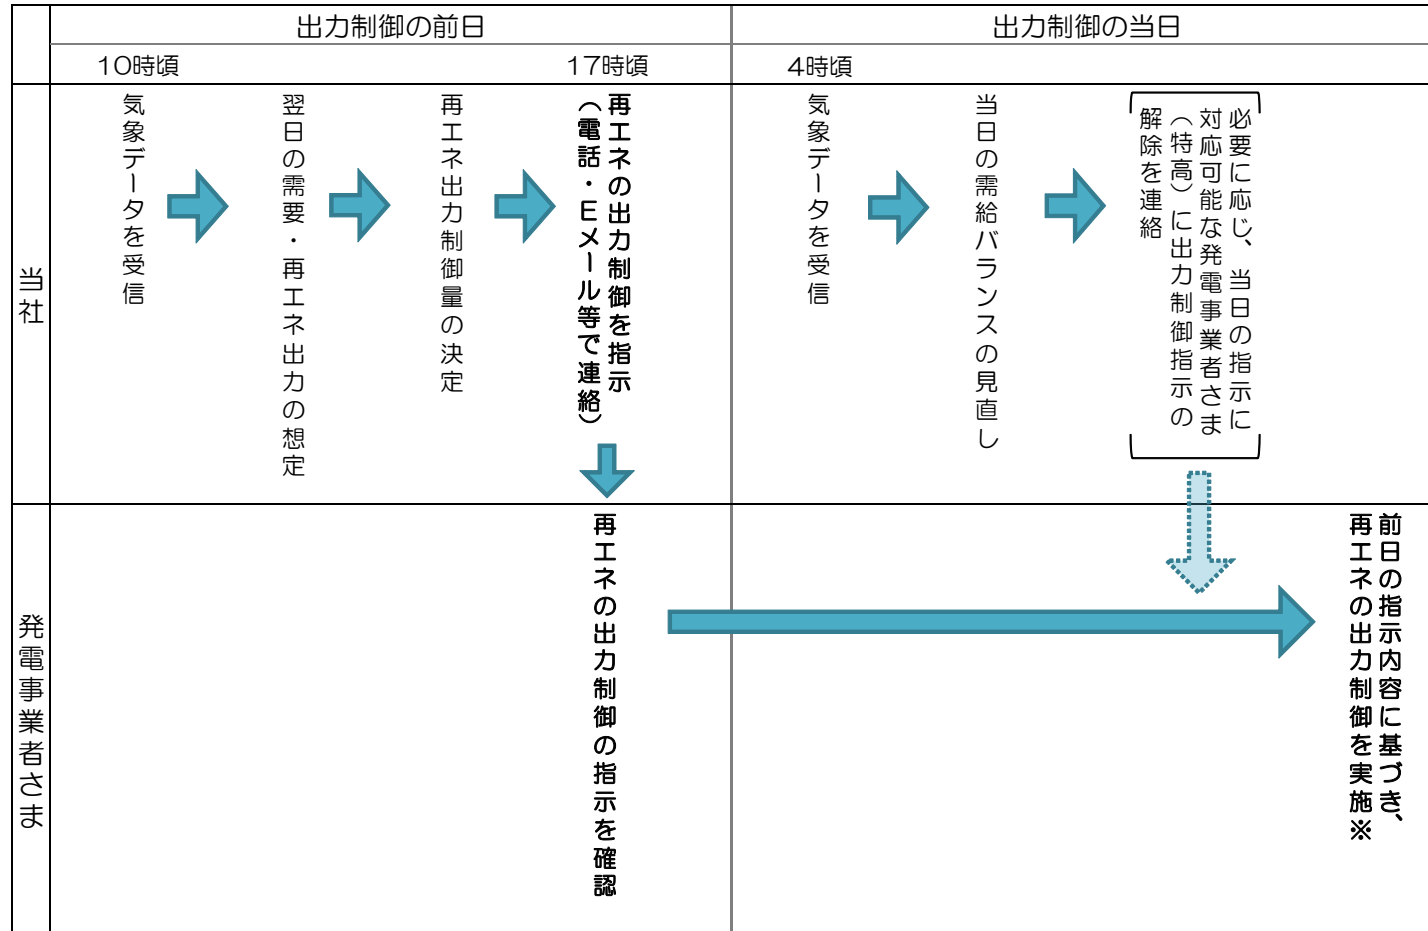 出力制御の前日
出力制御の当日
10時頃
17時頃
4時頃
当社
気象データを受信
翌日の需要・再エネ出力の想定
再エネ出力制御量の決定
再エネの出力制御を指示
（電話・Eメール等で連絡）
気象データを受信
当日の需給バランスの見直し
必要に応じ、当日の指示に
対応可能な発電事業者さま
（特高）に出力制御指示の
解除を連絡
発電事業者さま
再エネの出力制御の指示を確認
前日の指示内容に基づき、
再エネの出力制御を実施※